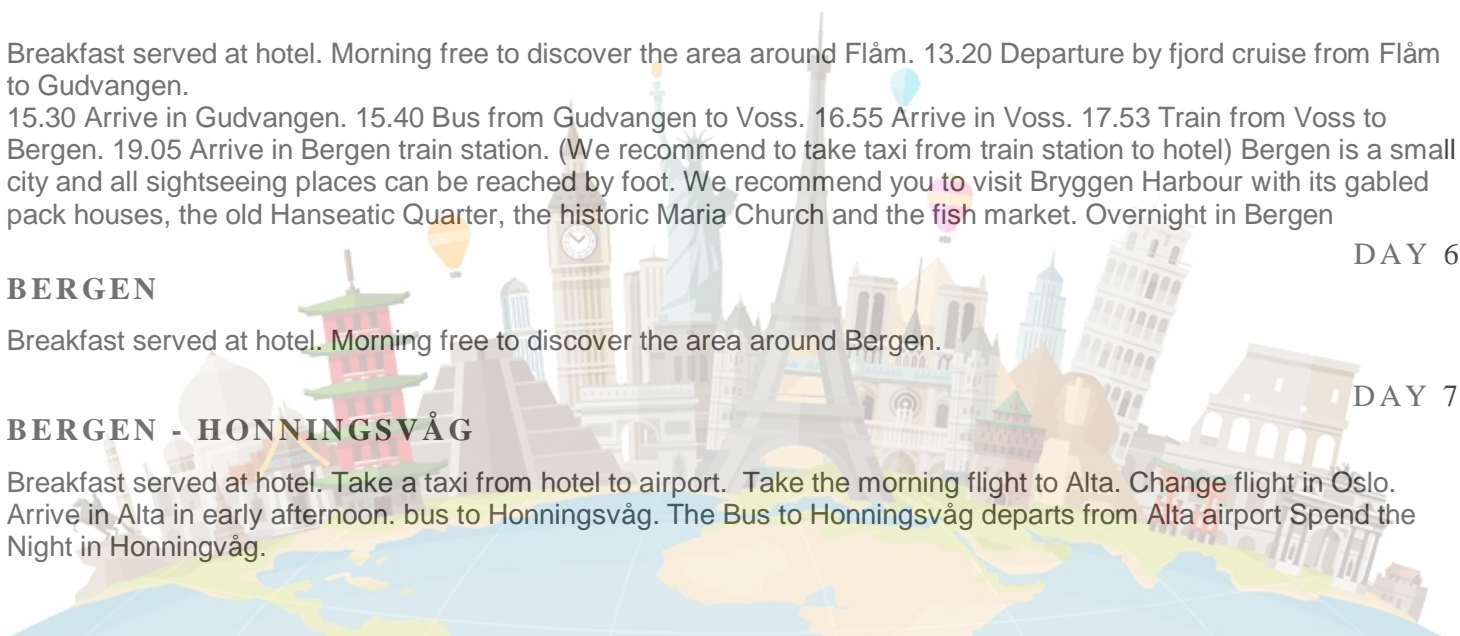 Breakfast served at hotel. Morning free to discover the area around Flåm. 13.20 Departure by fjord cruise from Flåm
to Gudvangen.
15.30 Arrive in Gudvangen. 15.40 Bus from Gudvangen to Voss. 16.55 Arrive in Voss. 17.53 Train from Voss to
Bergen. 19.05 Arrive in Bergen train station. (We recommend to take taxi from train station to hotel) Bergen is a small
city and all sightseeing places can be reached by foot. We recommend you to visit Bryggen Harbour with its gabled
pack houses, the old Hanseatic Quarter, the historic Maria Church and the fish market. Overnight in Bergen
DAY 6
BERGEN
Breakfast served at hotel. Morning free to discover the area around Bergen.
DAY 7
BERGEN - HONNINGSVÅG
Breakfast served at hotel. Take a taxi from hotel to airport.  Take the morning flight to Alta. Change flight in Oslo.
Arrive in Alta in early afternoon. bus to Honningsvåg. The Bus to Honningsvåg departs from Alta airport Spend the
Night in Honningvåg.